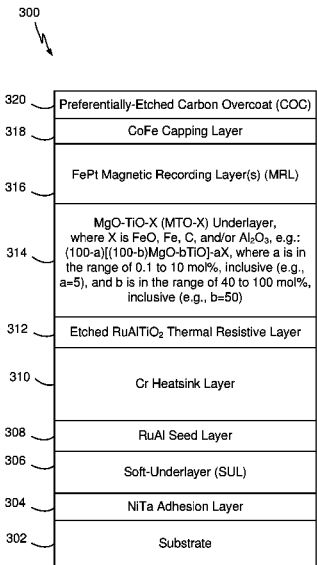 300
320
Preferentially-Etched Carbon Overcoat (COC)
318
CoFe Capping Layer
316
FePt Magnetic Recording Layer(s) (MRL)
314
MgO-TiO-X (MTO-X) Underlayer,
where X is FeO, Fe, C, and/or Al₂O₃, e.g.:
(100-a)[(100-b)MgO-bTiO]-aX, where a is in
the range of 0.1 to 10 mol%, inclusive (e.g.,
a=5), and b is in the range of 40 to 100 mol%,
inclusive (e.g., b=50)
312
Etched RuAlTiO₂ Thermal Resistive Layer
310
Cr Heatsink Layer
308
RuAl Seed Layer
306
Soft-Underlayer (SUL)
304
NiTa Adhesion Layer
302
Substrate